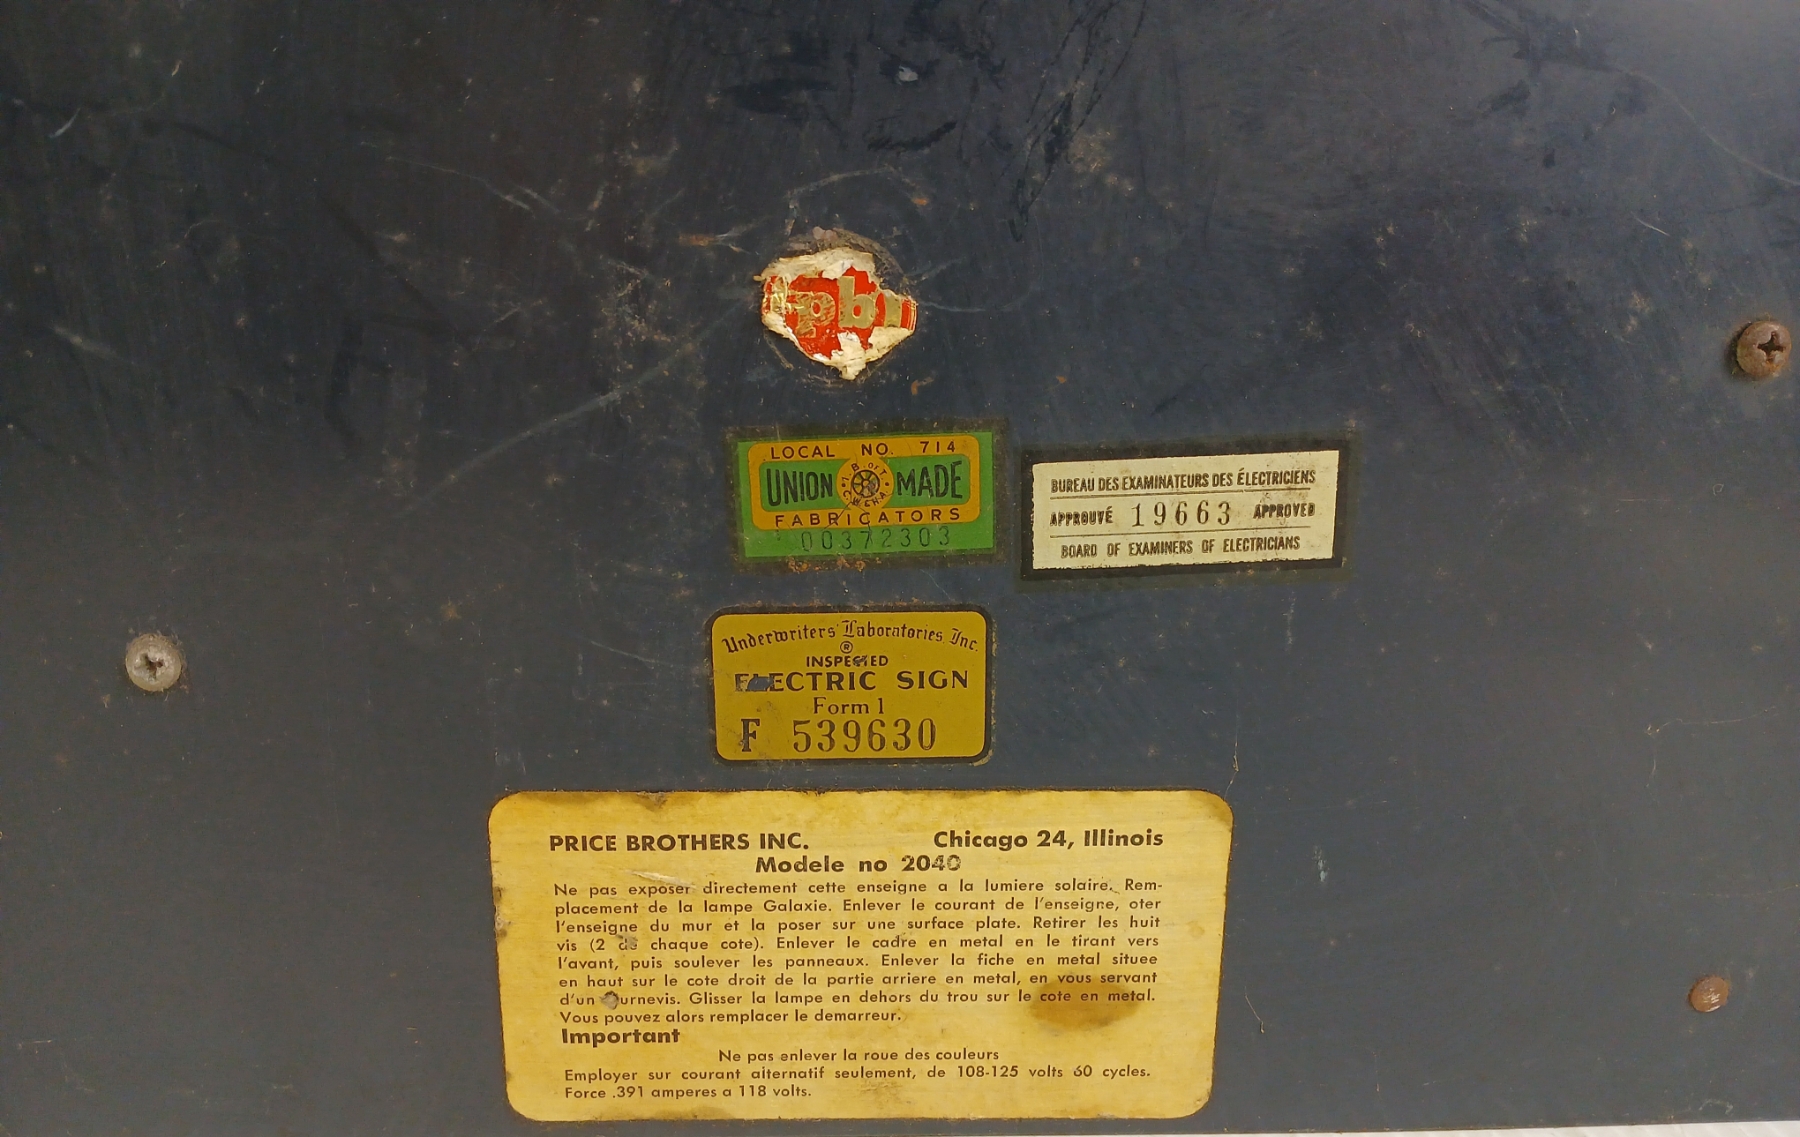 LOCAL NO. 714
UNION MADE
FABRICATORS
00372303
BUREAU DES EXAMINATEURS DES ÉLECTRICIENS
APPROUVÉ 19663 APPROVED
BOARD OF EXAMINERS OF ELECTRICIANS
Underwriters' Laboratories, Inc.
®
INSPECTED
ELECTRIC SIGN
Form 1
F 539630
PRICE BROTHERS INC. Chicago 24, Illinois
Modele no 2040
Ne pas exposer directement cette enseigne a la lumiere solaire. Rem-
placement de la lampe Galaxie. Enlever le courant de l'enseigne, oter
l'enseigne du mur et la poser sur une surface plate. Retirer les huit
vis (2 de chaque cote). Enlever le cadre en metal en le tirant vers
l'avant, puis soulever les panneaux. Enlever la fiche en metal situee
en haut sur le cote droit de la partie arriere en metal, en vous servant
d'un tournevis. Glisser la lampe en dehors du trou sur le cote en metal.
Vous pouvez alors remplacer le demarreur.
Important
Ne pas enlever la roue des couleurs
Employer sur courant alternatif seulement, de 108-125 volts 60 cycles.
Force .391 amperes a 118 volts.